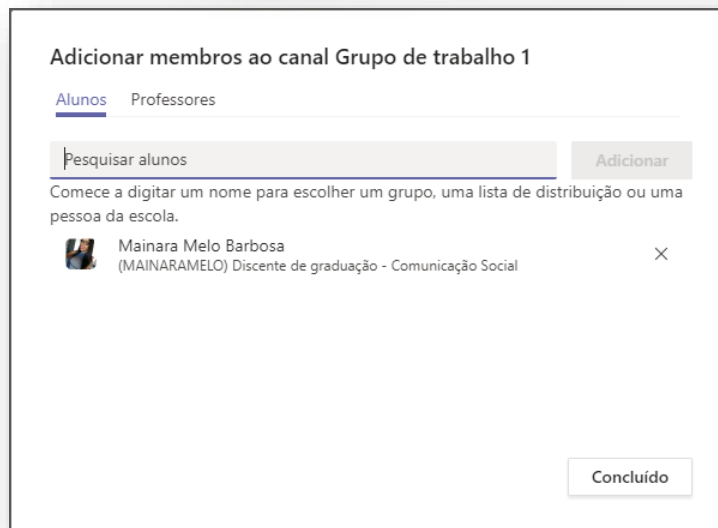 Adicionar membros ao canal Grupo de trabalho 1
Alunos Professores
Pesquisar alunos Adicionar
Comece a digitar um nome para escolher um grupo, uma lista de distribuição ou uma
pessoa da escola.
Mainara Melo Barbosa
(MAINARAMELO) Discente de graduação - Comunicação Social
Concluído